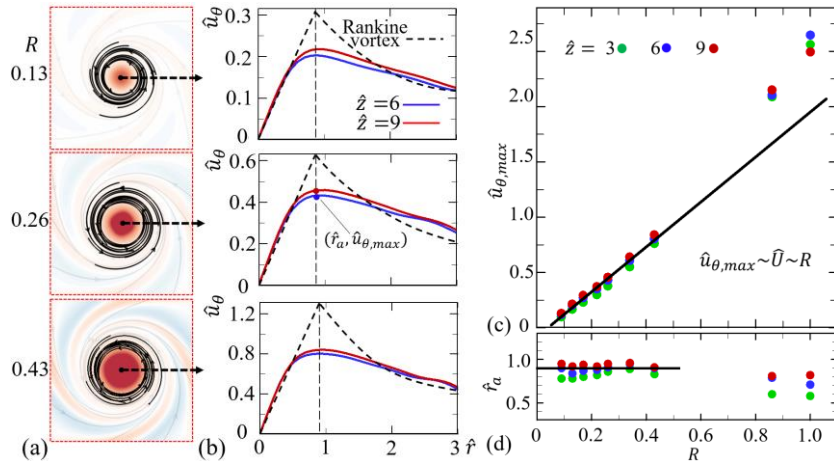 (a)
R
0.13
0.26
0.43
(b)
û_θ
0.3
0.2
0.1
0
Rankine
vortex
ẑ =6
ẑ =9
û_θ
0.6
0.4
0.2
0
(r̂_a, û_θ,max)
û_θ
1.2
0.8
0.4
0
0 1 2 r̂ 3
ẑ = 3 6 9
û_θ,max
2.5
2.0
1.5
1.0
0.5
0
û_θ,max~Û~R
(c)
r̂_a
1.0
0.5
(d)
0 0.2 0.4 0.6 0.8 1.0
R